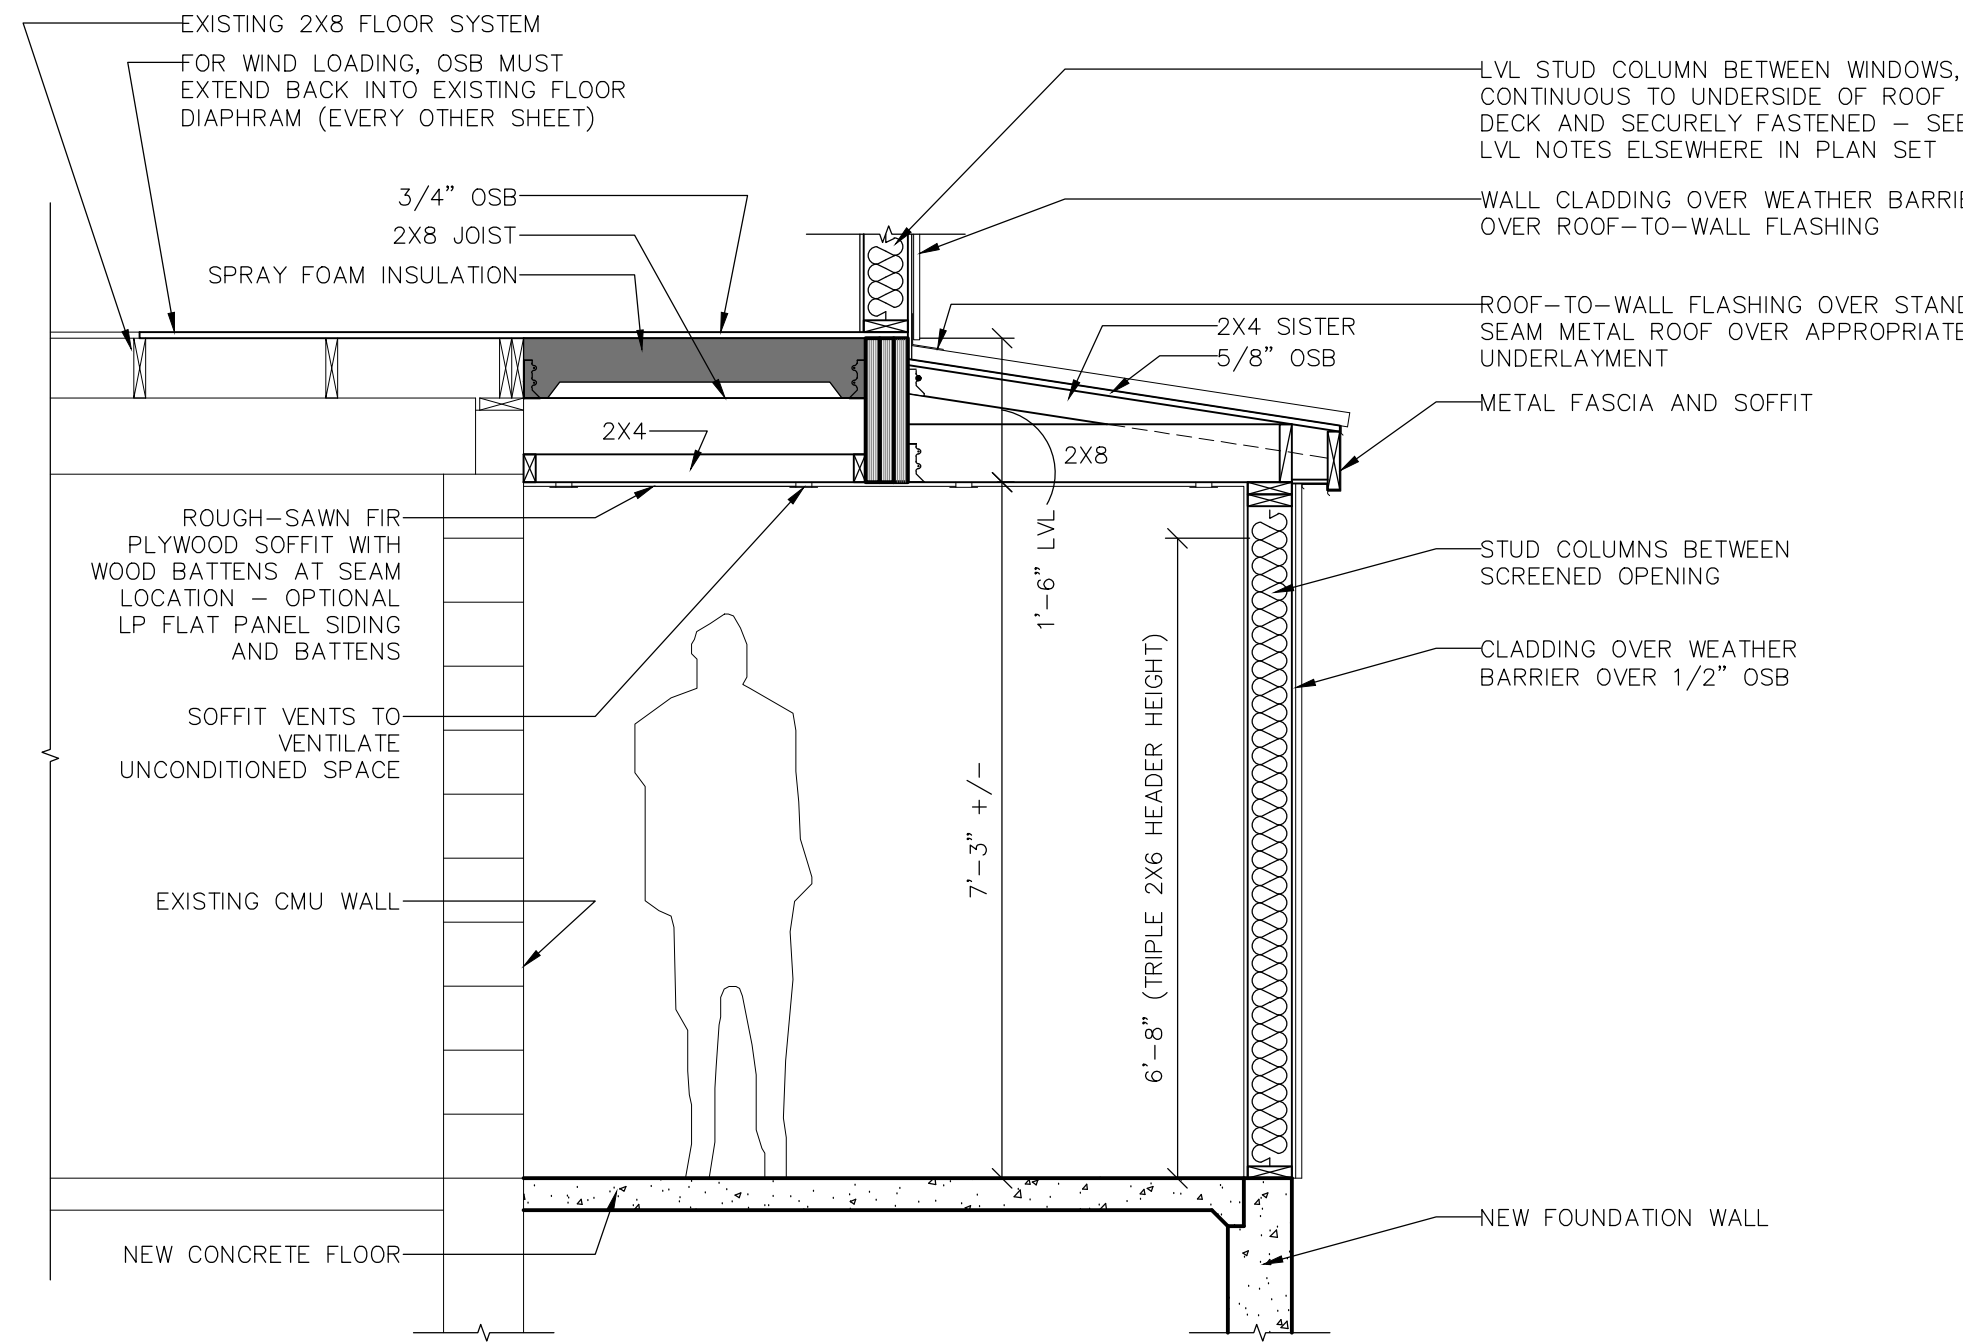 EXISTING 2X8 FLOOR SYSTEM
FOR WIND LOADING, OSB MUST
EXTEND BACK INTO EXISTING FLOOR
DIAPHRAM (EVERY OTHER SHEET)
3/4" OSB
2X8 JOIST
SPRAY FOAM INSULATION
2X4
ROUGH-SAWN FIR
PLYWOOD SOFFIT WITH
WOOD BATTENS AT SEAM
LOCATION – OPTIONAL
LP FLAT PANEL SIDING
AND BATTENS
SOFFIT VENTS TO
VENTILATE
UNCONDITIONED SPACE
EXISTING CMU WALL
NEW CONCRETE FLOOR
LVL STUD COLUMN BETWEEN WINDOWS,
CONTINUOUS TO UNDERSIDE OF ROOF
DECK AND SECURELY FASTENED – SEE
LVL NOTES ELSEWHERE IN PLAN SET
WALL CLADDING OVER WEATHER BARRIE
OVER ROOF-TO-WALL FLASHING
ROOF-TO-WALL FLASHING OVER STAND
SEAM METAL ROOF OVER APPROPRIATE
UNDERLAYMENT
2X4 SISTER
5/8" OSB
METAL FASCIA AND SOFFIT
2X8
1'-6" LVL
7'-3" +/-
6'-8" (TRIPLE 2X6 HEADER HEIGHT)
STUD COLUMNS BETWEEN
SCREENED OPENING
CLADDING OVER WEATHER
BARRIER OVER 1/2" OSB
NEW FOUNDATION WALL